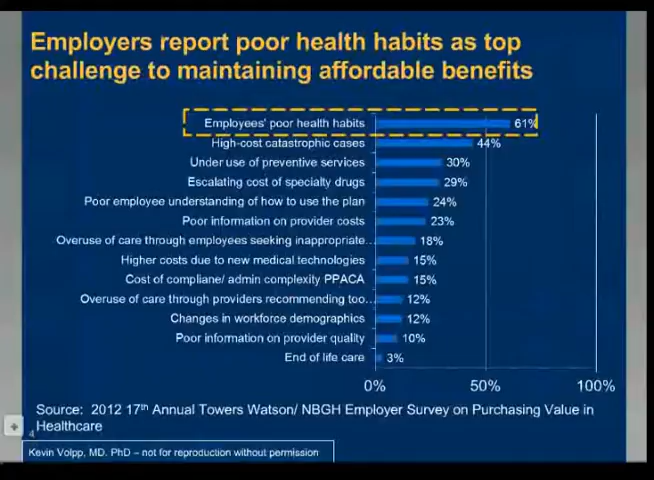 Employers report poor health habits as top
challenge to maintaining affordable benefits
Employees' poor health habits 61%
High-cost catastrophic cases 44%
Under use of preventive services 30%
Escalating cost of specialty drugs 29%
Poor employee understanding of how to use the plan 24%
Poor information on provider costs 23%
Overuse of care through employees seeking inappropriate... 18%
Higher costs due to new medical technologies 15%
Cost of compliane/ admin complexity PPACA 15%
Overuse of care through providers recommending too... 12%
Changes in workforce demographics 12%
Poor information on provider quality 10%
End of life care 3%
0% 50% 100%
Source: 2012 17th Annual Towers Watson/ NBGH Employer Survey on Purchasing Value in
Healthcare
4
Kevin Volpp, MD. PhD – not for reproduction without permission